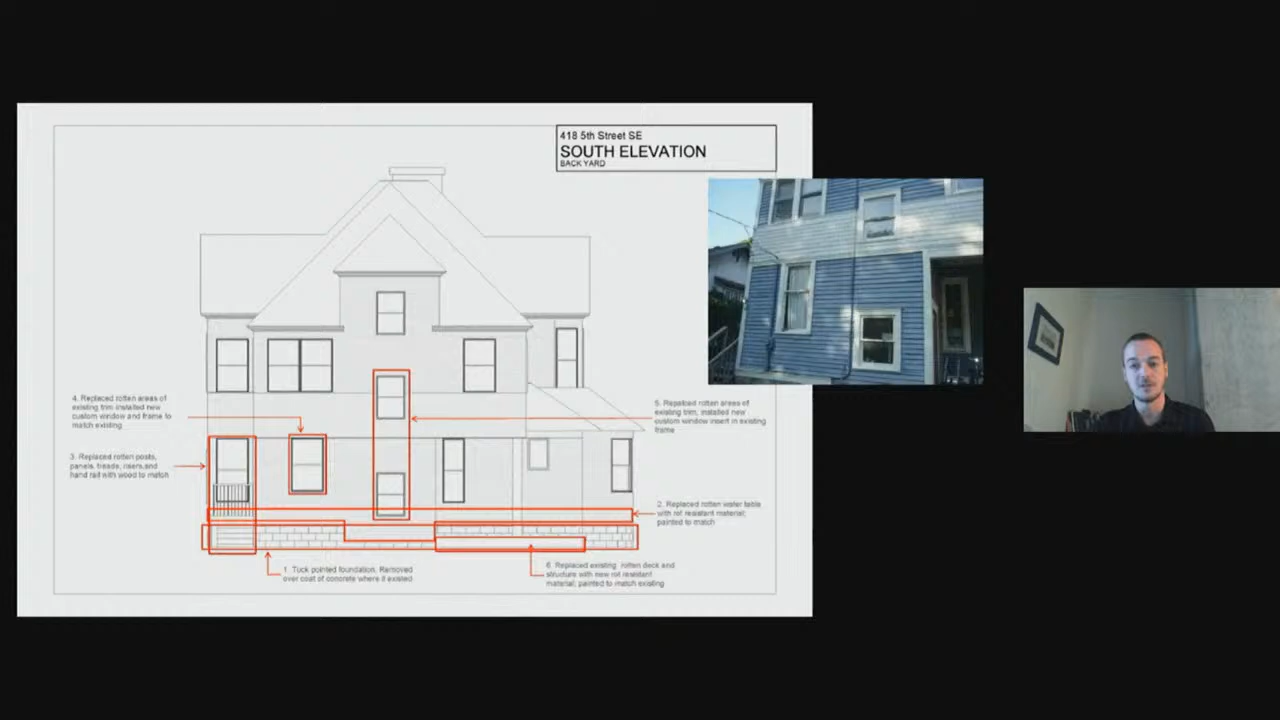 418 5th Street SE
SOUTH ELEVATION
BACK YARD
4. Replaced rotten areas of
existing trim installed new
custom window and frame to
match existing
5. Repalced rotten areas of
existing trim, installed new
custom window insert in existing
frame
3. Replaced rotten posts,
panels, treads, risers,and
hand rail with wood to match
2. Replaced rotten water table
with rot resistant material;
painted to match
1. Tuck pointed foundation. Removed
over coat of concrete where it existed
6. Replaced existing rotten deck and
structure with new rot resistant
material; painted to match existing